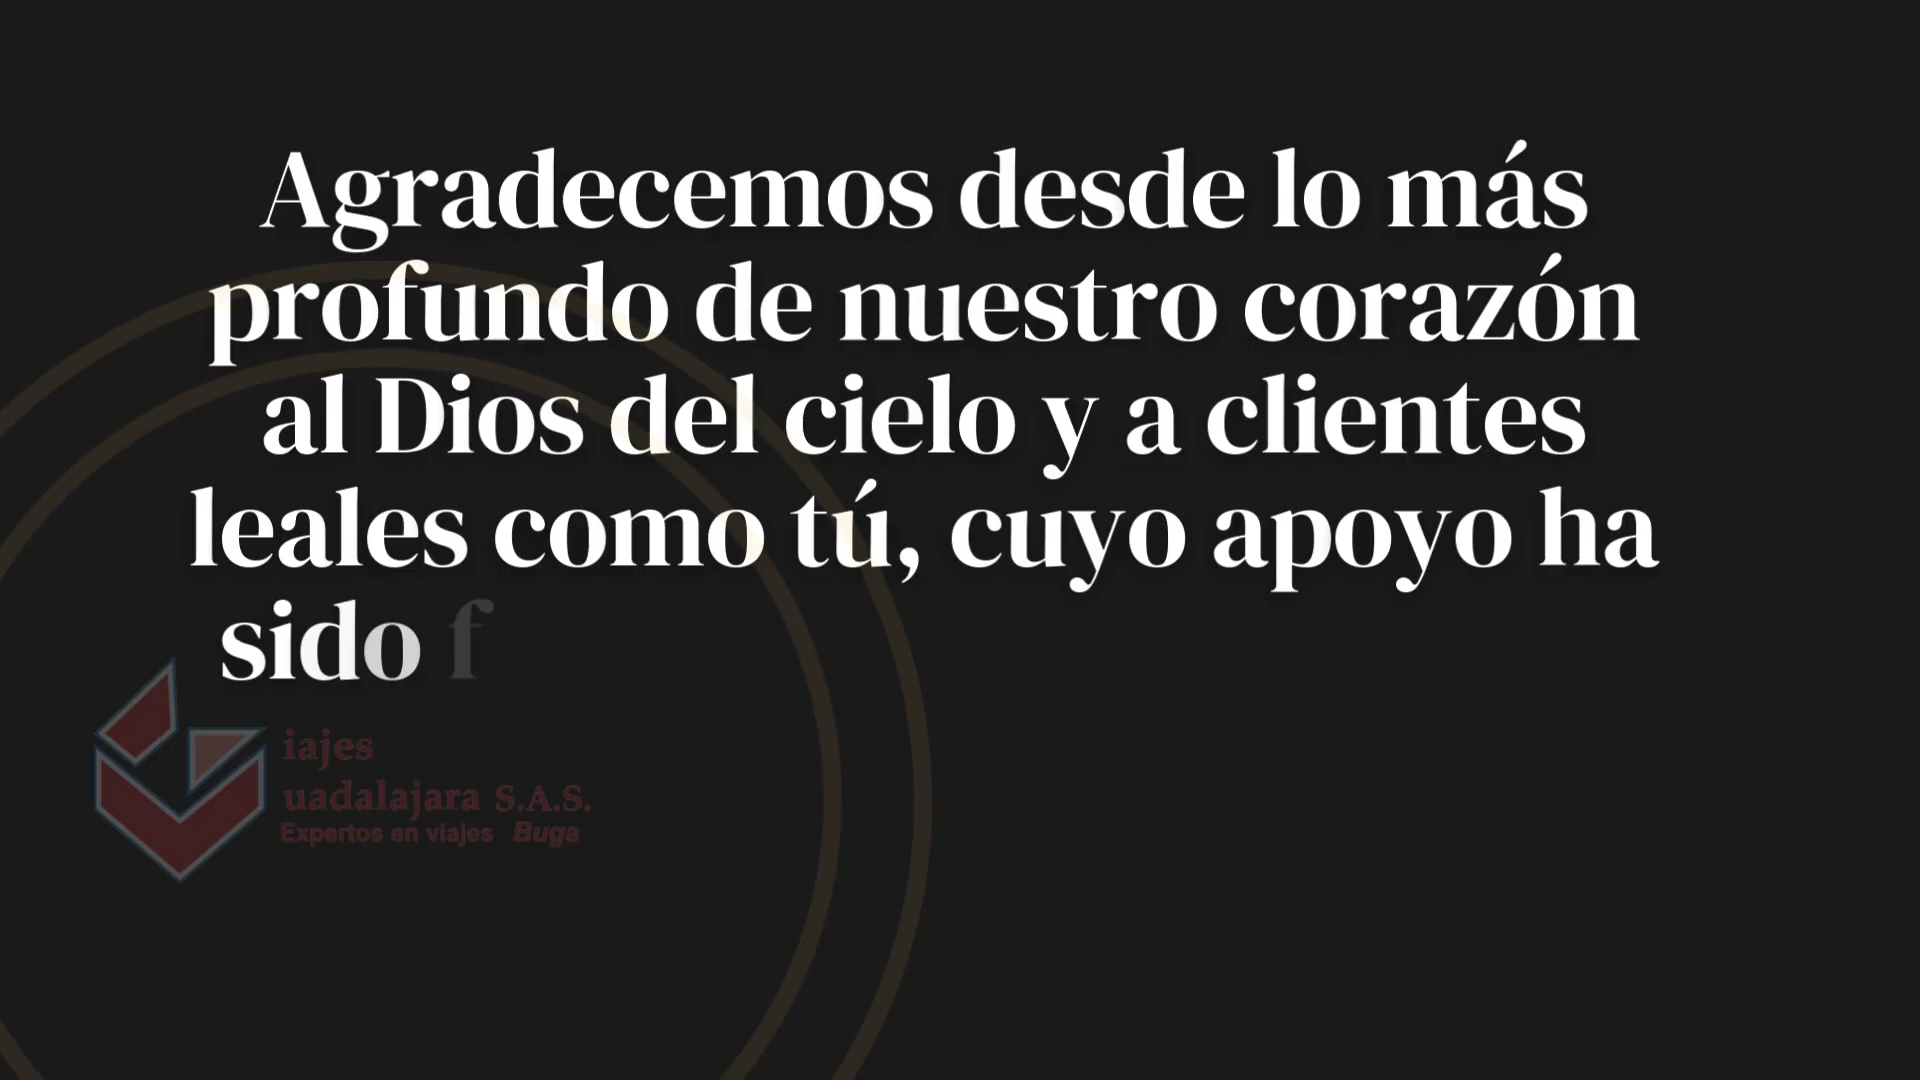 Agradecemos desde lo más
profundo de nuestro corazón
al Dios del cielo y a clientes
leales como tú, cuyo apoyo ha
sido f
iajes
uadalajara S.A.S.
Expertos en viajes Buga